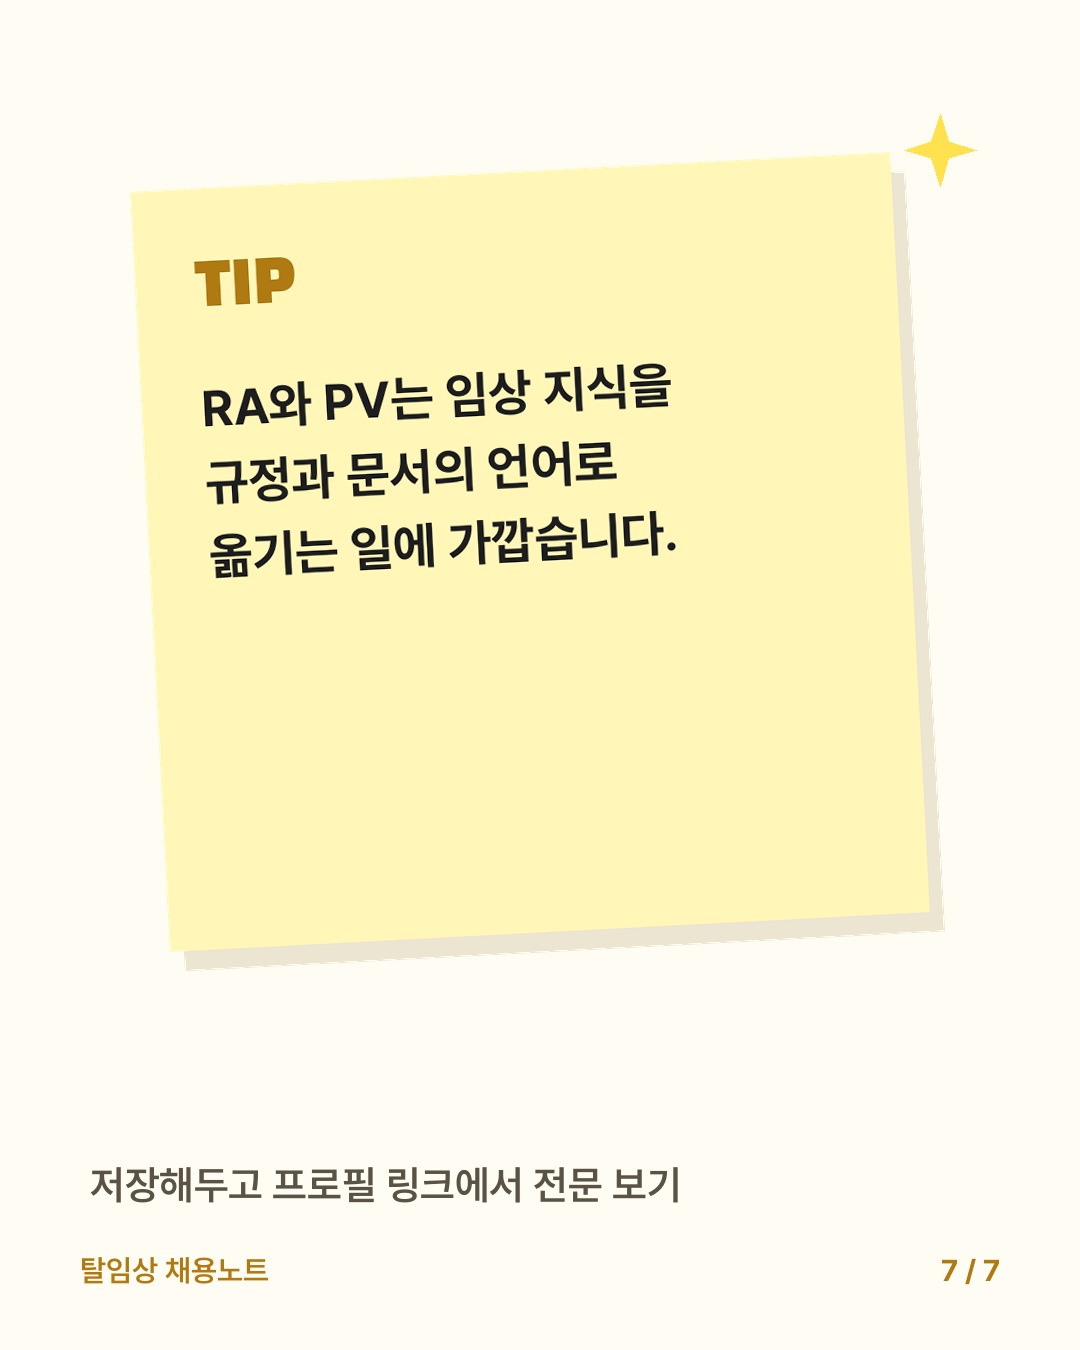 TIP
RA와 PV는 임상 지식을
규정과 문서의 언어로
옮기는 일에 가깝습니다.
저장해두고 프로필 링크에서 전문 보기
탈임상 채용노트
7 / 7